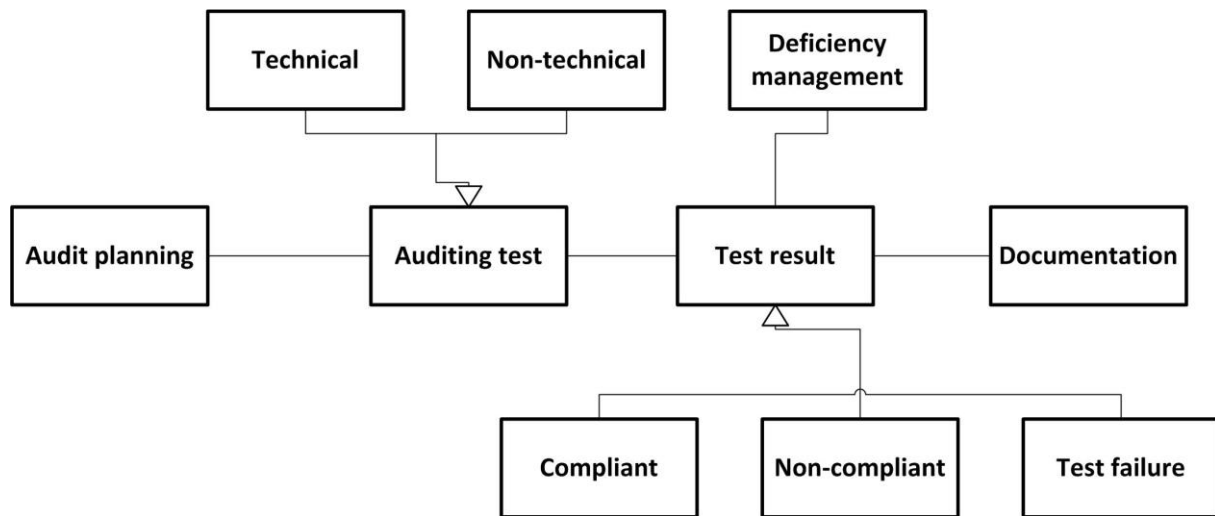 Technical
Non-technical
Deficiency
management
Audit planning
Auditing test
Test result
Documentation
Compliant
Non-compliant
Test failure